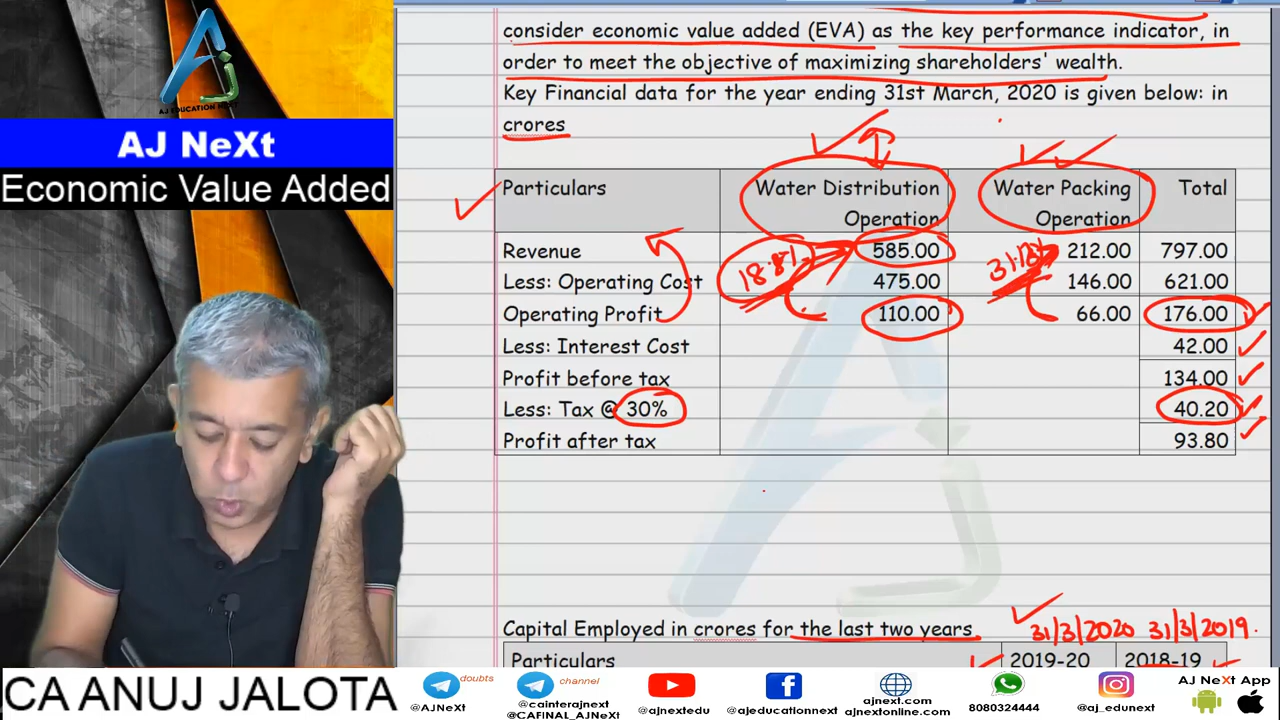 AJ
AJ EDUCATION NEXT
AJ NeXt
Economic Value Added
consider economic value added (EVA) as the key performance indicator, in
order to meet the objective of maximizing shareholders' wealth.
Key Financial data for the year ending 31st March, 2020 is given below: in
crores
Particulars Water Distribution Operation Water Packing Operation Total
Revenue 18.8% 585.00 212.00 797.00
Less: Operating Cost 475.00 146.00 621.00
Operating Profit 110.00 66.00 176.00
Less: Interest Cost 42.00
Profit before tax 134.00
Less: Tax @ 30% 40.20
Profit after tax 93.80
Capital Employed in crores for the last two years. 31/3/2020 31/3/2019.
Particulars 2019-20 2018-19
CA ANUJ JALOTA
doubts
@AJNeXt
channel
@cainterajnext
@CAFINAL_AJNeXt
@ajnextedu
@ajeducationnext
ajnext.com
ajnextonline.com
8080324444
@aj_edunext
AJ NeXt App